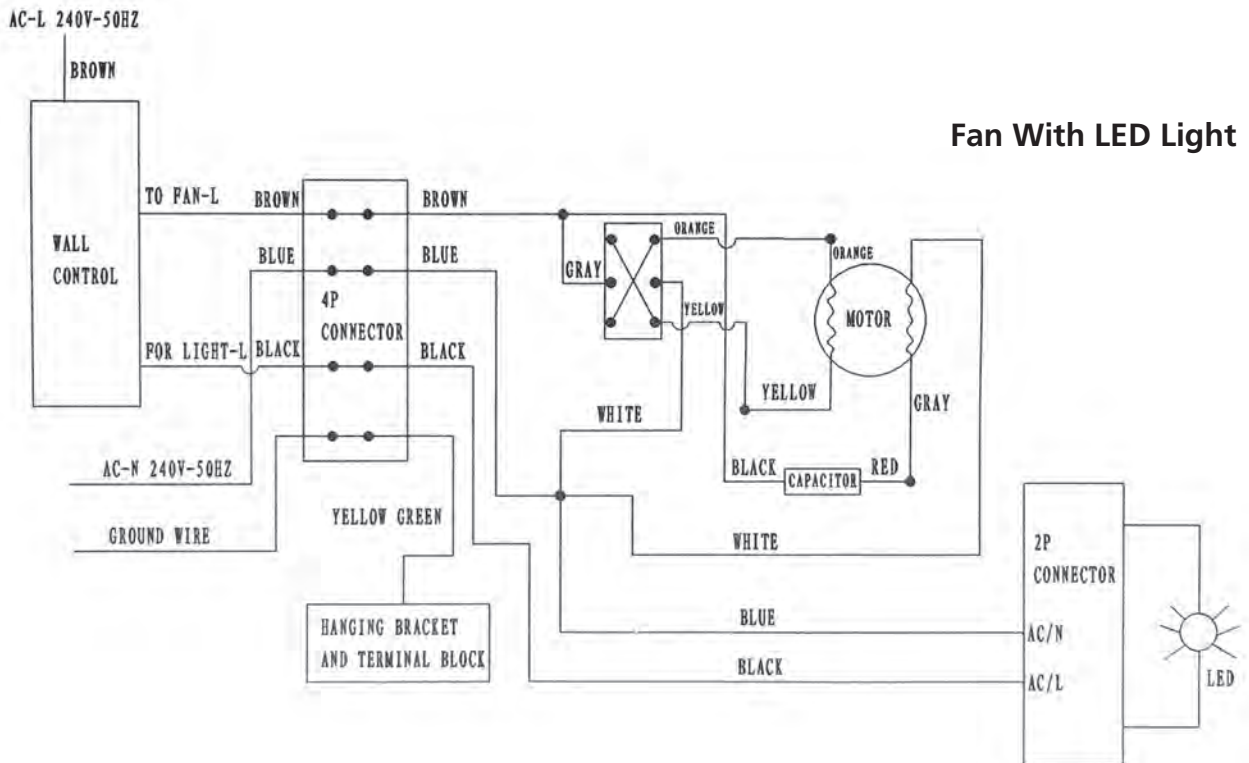 AC-L 240V-50HZ
BROWN
Fan With LED Light
TO FAN-L
BROWN
BROWN
WALL
CONTROL
BLUE
BLUE
4P
CONNECTOR
FOR LIGHT-L
BLACK
BLACK
GRAY
ORANGE
YELLOW
ORANGE
MOTOR
YELLOW
GRAY
WHITE
BLACK
CAPACITOR
RED
AC-N 240V-50HZ
GROUND WIRE
YELLOW GREEN
WHITE
HANGING BRACKET
AND TERMINAL BLOCK
BLUE
BLACK
2P
CONNECTOR
AC/N
AC/L
LED